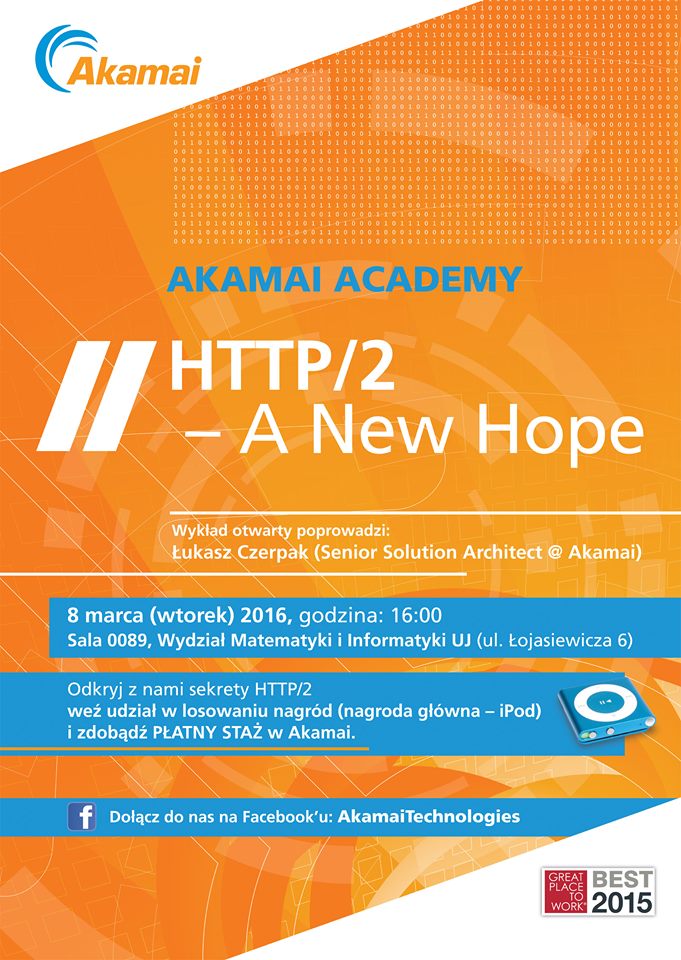 Akamai
AKAMAI ACADEMY
// HTTP/2
– A New Hope
Wykład otwarty poprowadzi:
Łukasz Czerpak (Senior Solution Architect @ Akamai)
8 marca (wtorek) 2016, godzina: 16:00
Sala 0089, Wydział Matematyki i Informatyki UJ (ul. Łojasiewicza 6)
Odkryj z nami sekrety HTTP/2
weź udział w losowaniu nagród (nagroda główna – iPod)
i zdobądź PŁATNY STAŻ w Akamai.
f Dołącz do nas na Facebook'u: AkamaiTechnologies
GREAT
PLACE
TO
WORK®
BEST
2015